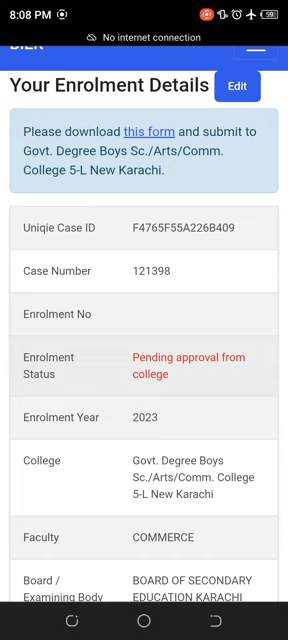 8:08 PM
59
No internet connection
BIEK
Your Enrolment Details
Edit
Please download this form and submit to
Govt. Degree Boys Sc./Arts/Comm.
College 5-L New Karachi.
Uniqie Case ID F4765F55A226B409
Case Number 121398
Enrolment No
Enrolment Pending approval from
Status college
Enrolment Year 2023
College Govt. Degree Boys
Sc./Arts/Comm. College
5-L New Karachi
Faculty COMMERCE
Board / BOARD OF SECONDARY
Examining Body EDUCATION KARACHI